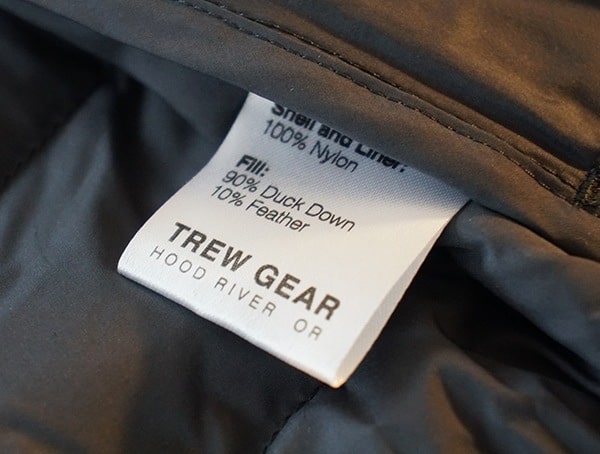 Shell and Liner:
100% Nylon
Fill:
90% Duck Down
10% Feather
TREW GEAR
HOOD RIVER OR